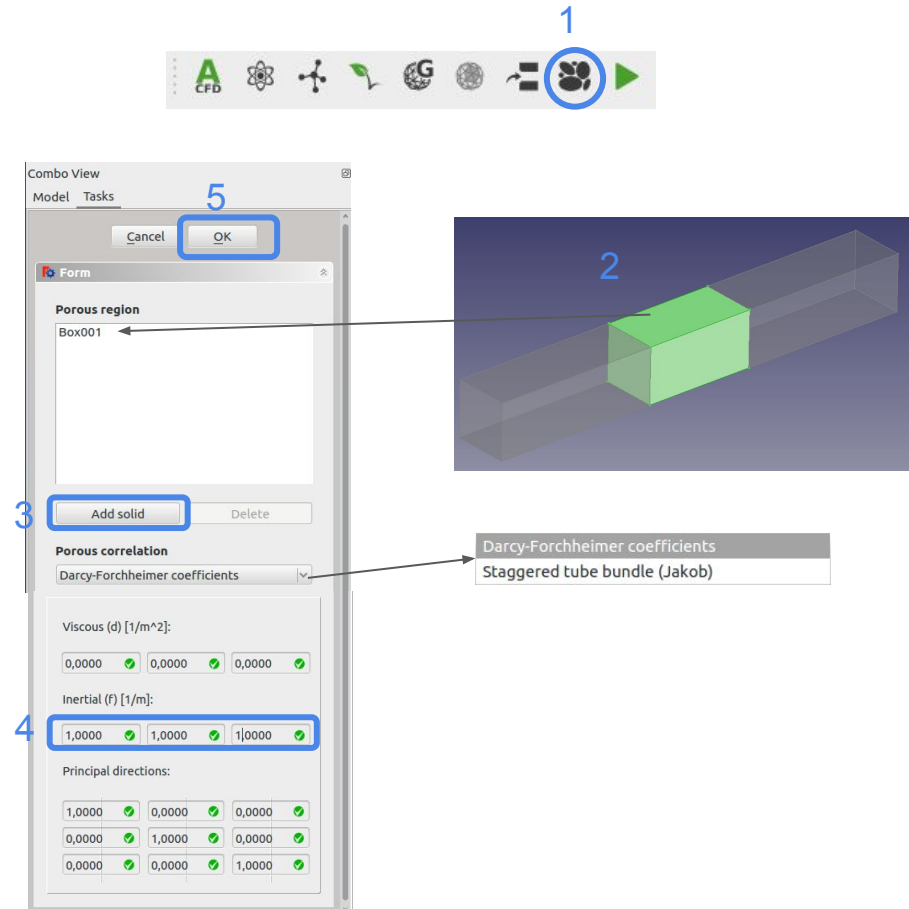 1
A
CFD
G
Combo View
Model Tasks
5
Cancel OK
Form
2
Porous region
Box001
3
Add solid Delete
Porous correlation
Darcy-Forchheimer coefficients
Darcy-Forchheimer coefficients
Staggered tube bundle (Jakob)
Viscous (d) [1/m^2]:
0,0000 0,0000 0,0000
Inertial (f) [1/m]:
4
1,0000 1,0000 1,0000
Principal directions:
1,0000 0,0000 0,0000
0,0000 1,0000 0,0000
0,0000 0,0000 1,0000